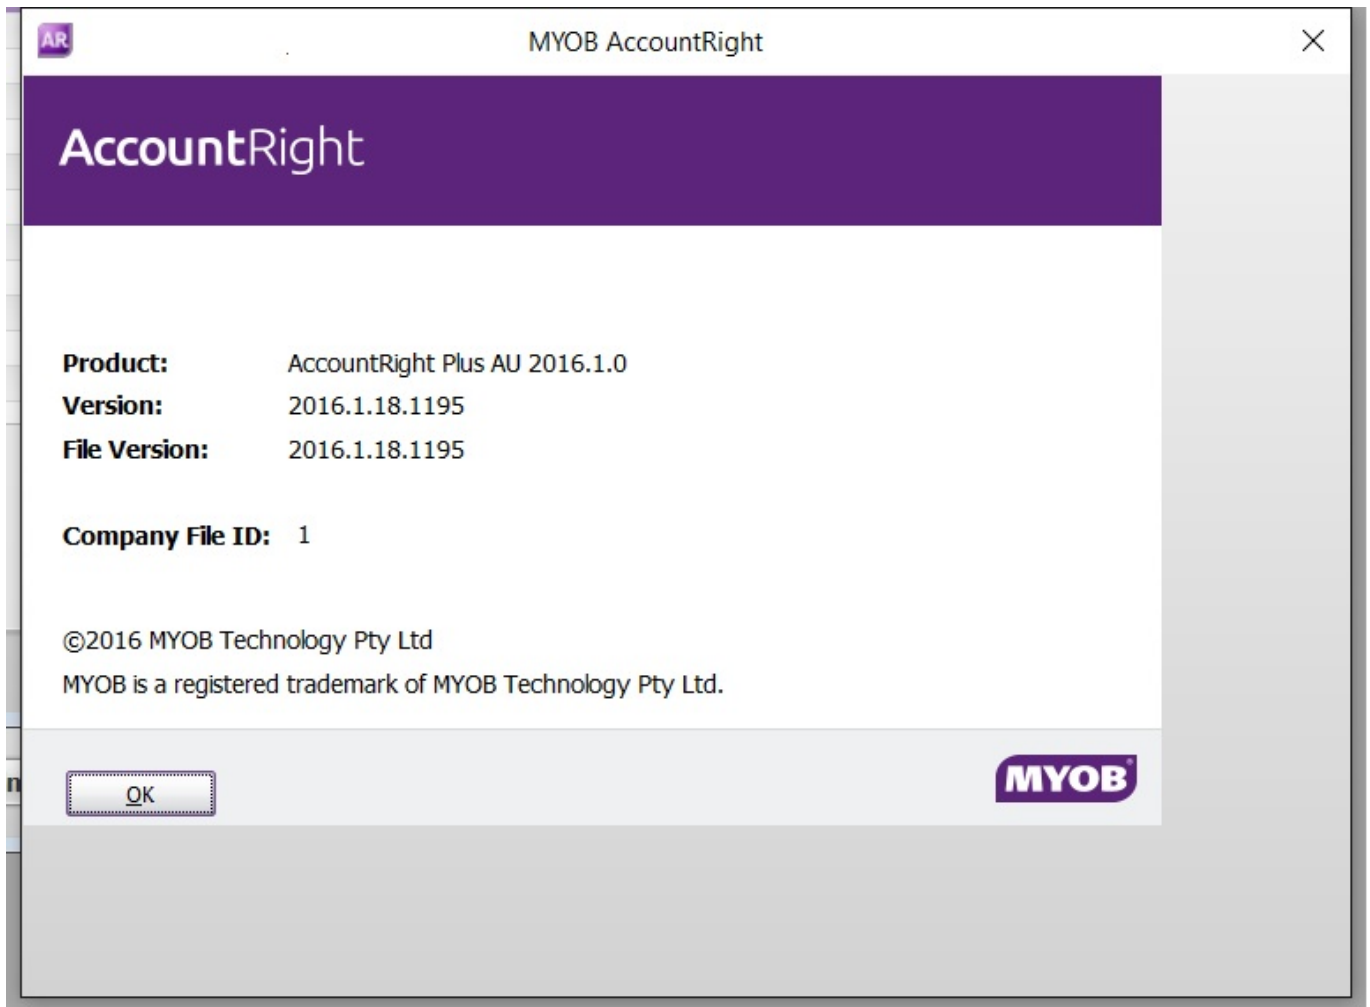 AR
MYOB AccountRight
AccountRight
Product: AccountRight Plus AU 2016.1.0
Version: 2016.1.18.1195
File Version: 2016.1.18.1195
Company File ID: 1
©2016 MYOB Technology Pty Ltd
MYOB is a registered trademark of MYOB Technology Pty Ltd.
OK
MYOB